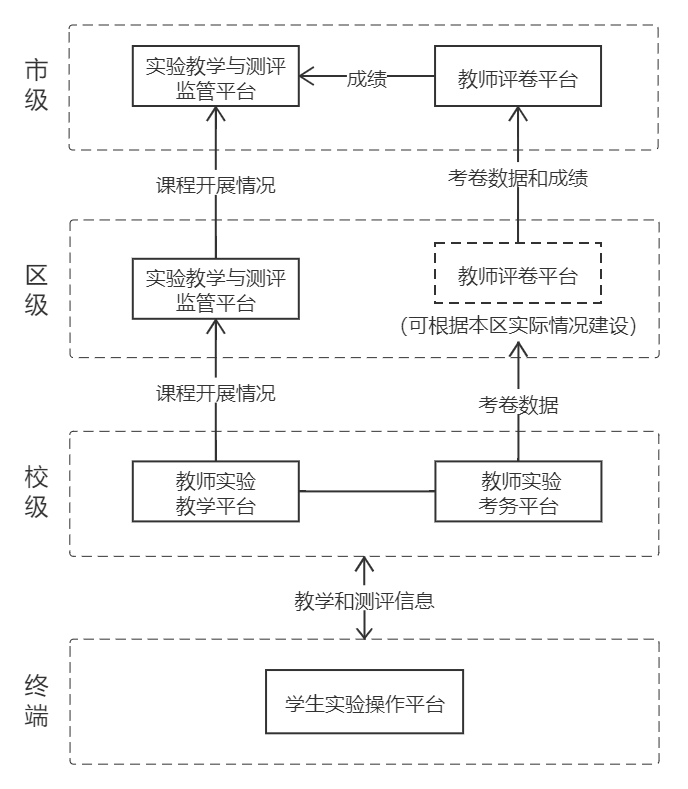 市
级
实验教学与测评
监管平台
成绩
教师评卷平台
课程开展情况
考卷数据和成绩
区
级
实验教学与测评
监管平台
教师评卷平台
(可根据本区实际情况建设)
课程开展情况
考卷数据
校
级
教师实验
教学平台
教师实验
考务平台
教学和测评信息
终
端
学生实验操作平台